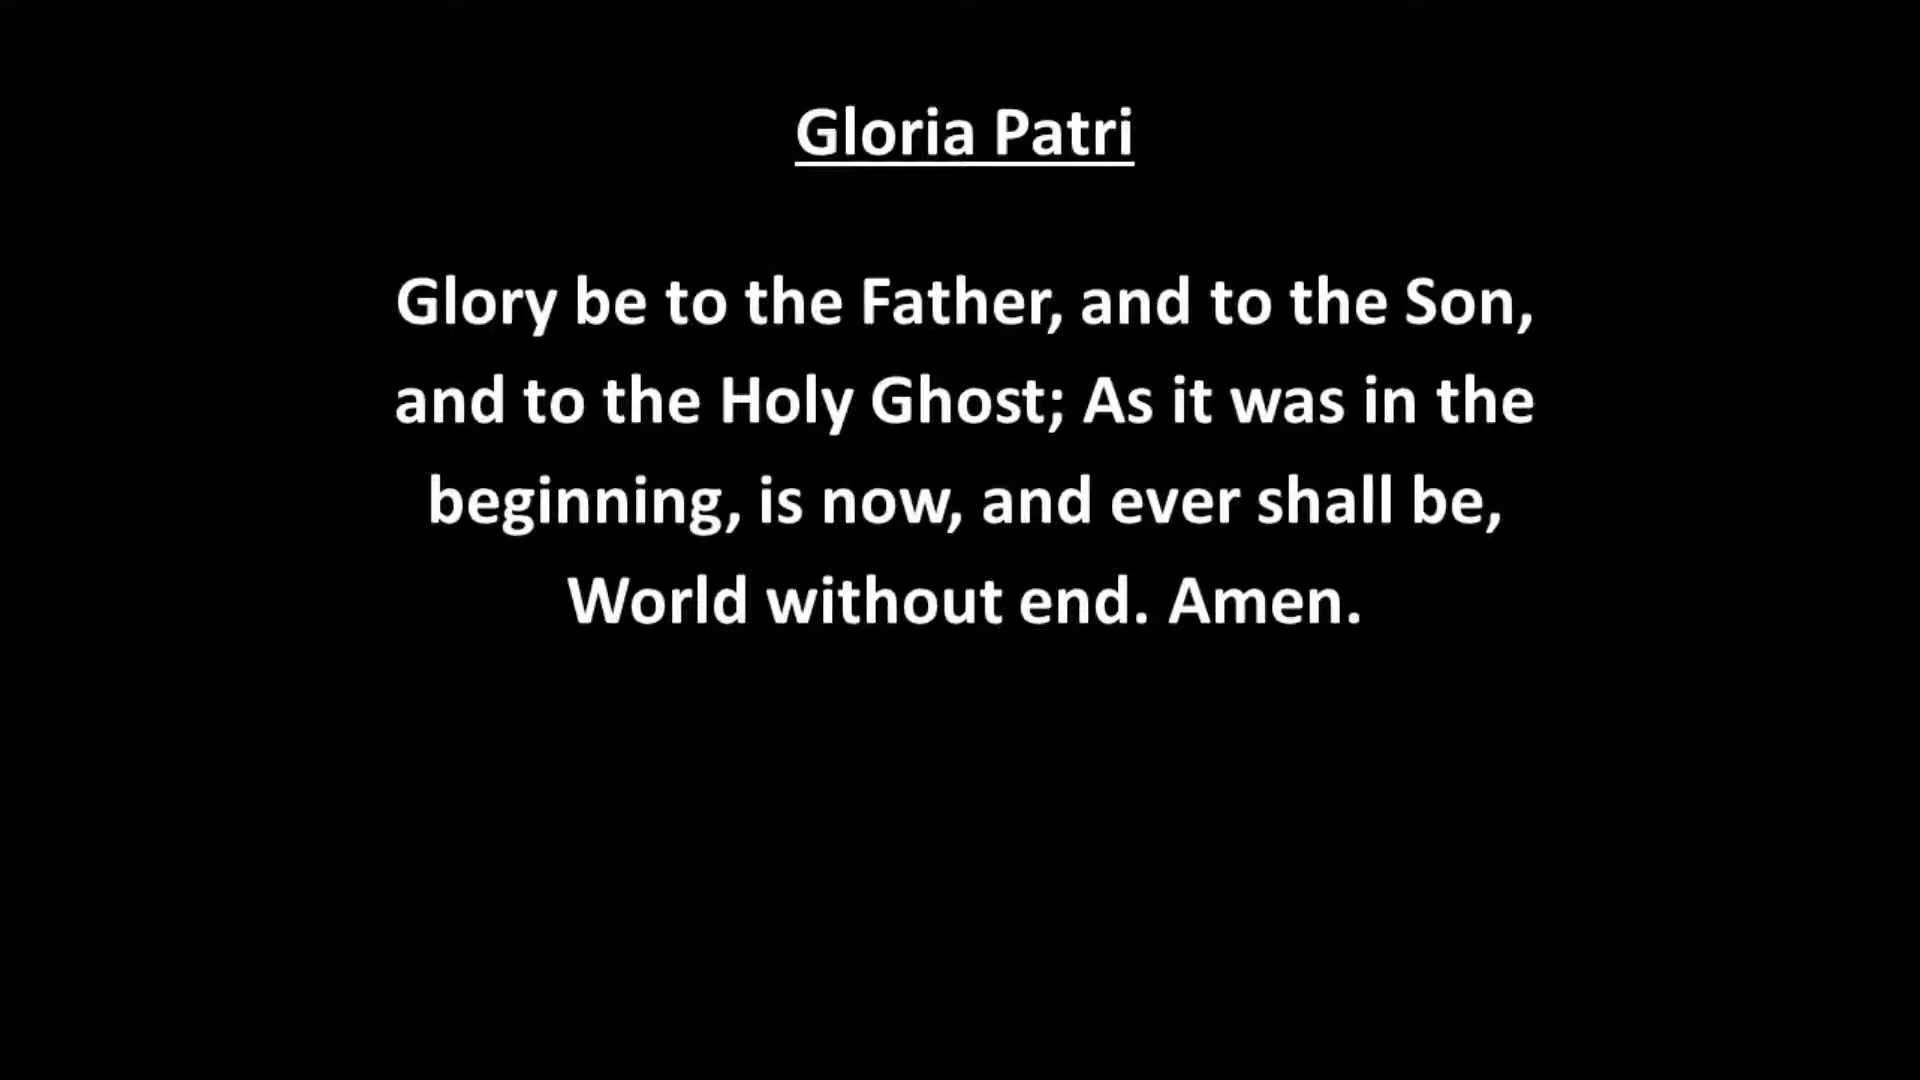 Gloria Patri
Glory be to the Father, and to the Son,
and to the Holy Ghost; As it was in the
beginning, is now, and ever shall be,
World without end. Amen.